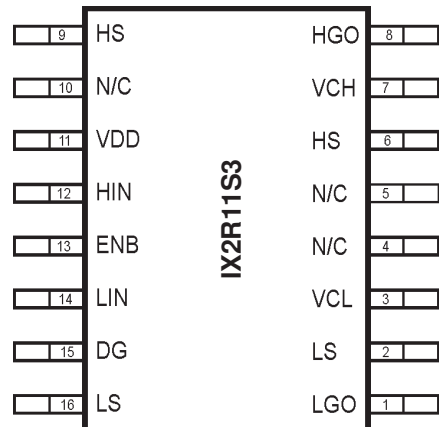 9 HS HGO 8
10 N/C VCH 7
11 VDD HS 6
12 HIN N/C 5
13 ENB N/C 4
14 LIN VCL 3
15 DG LS 2
16 LS LGO 1
IX2R11S3